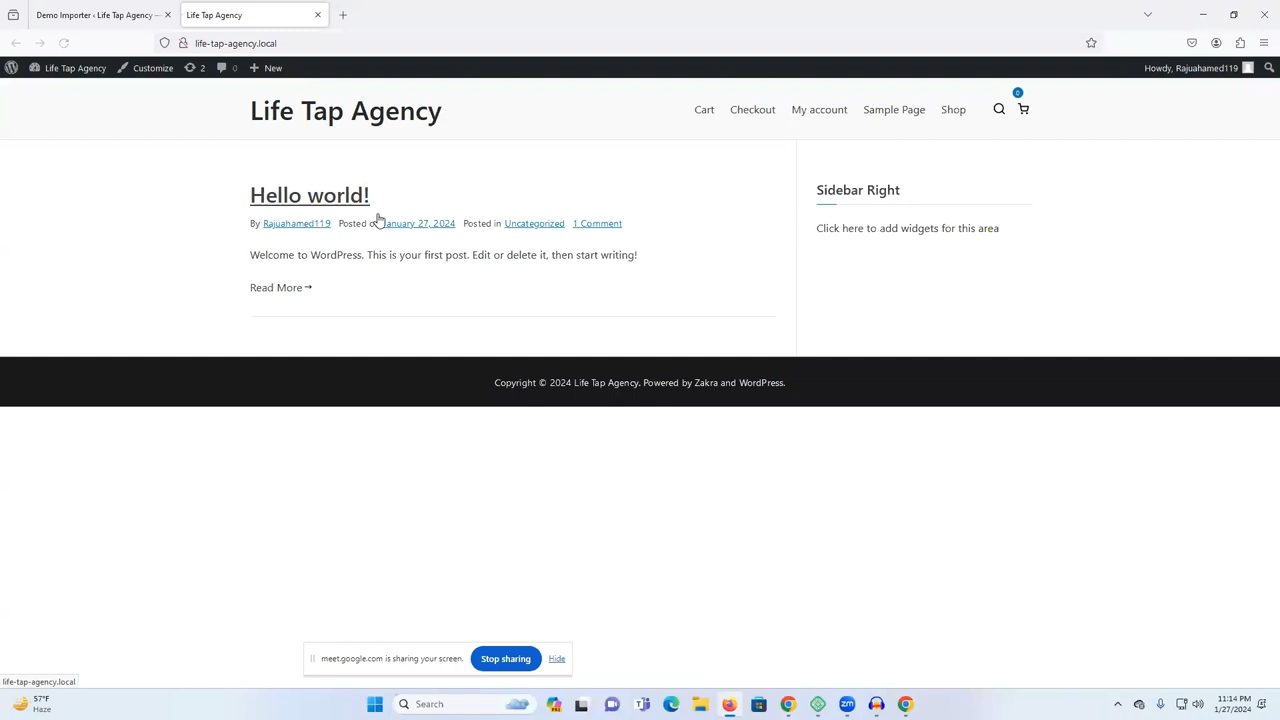 Demo Importer ‹ Life Tap Agency —
Life Tap Agency
life-tap-agency.local
Life Tap Agency
Customize
2
0
New
Howdy, Rajuahamed119
Life Tap Agency
Cart
Checkout
My account
Sample Page
Shop
0
Hello world!
By Rajuahamed119 Posted on January 27, 2024 Posted in Uncategorized 1 Comment
Welcome to WordPress. This is your first post. Edit or delete it, then start writing!
Read More
Sidebar Right
Click here to add widgets for this area
Copyright © 2024 Life Tap Agency. Powered by Zakra and WordPress.
meet.google.com is sharing your screen.
Stop sharing
Hide
life-tap-agency.local
57°F
Haze
Search
zm
11:14 PM
1/27/2024